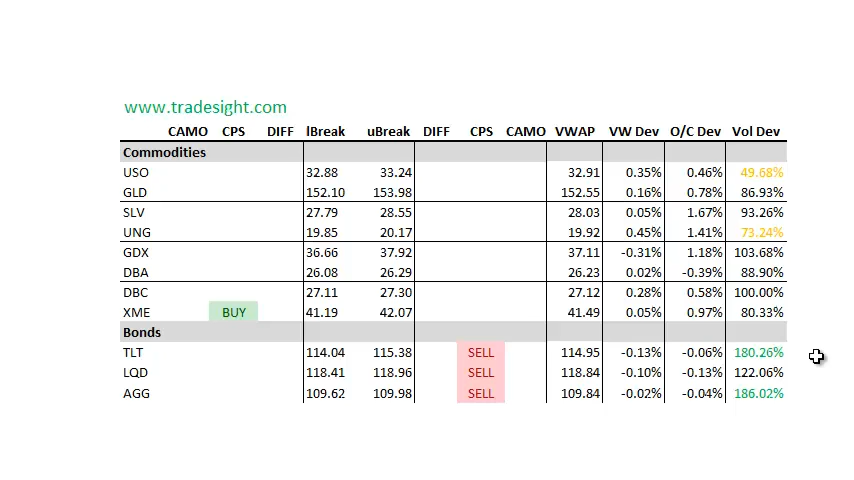 www.tradesight.com
CAMO CPS DIFF lBreak uBreak DIFF CPS CAMO VWAP VW Dev O/C Dev Vol Dev
Commodities
USO 32.88 33.24 32.91 0.35% 0.46% 49.68%
GLD 152.10 153.98 152.55 0.16% 0.78% 86.93%
SLV 27.79 28.55 28.03 0.05% 1.67% 93.26%
UNG 19.85 20.17 19.92 0.45% 1.41% 73.24%
GDX 36.66 37.92 37.11 -0.31% 1.18% 103.68%
DBA 26.08 26.29 26.23 0.02% -0.39% 88.90%
DBC 27.11 27.30 27.12 0.28% 0.58% 100.00%
XME BUY 41.19 42.07 41.49 0.05% 0.97% 80.33%
Bonds
TLT 114.04 115.38 SELL 114.95 -0.13% -0.06% 180.26%
LQD 118.41 118.96 SELL 118.84 -0.10% -0.13% 122.06%
AGG 109.62 109.98 SELL 109.84 -0.02% -0.04% 186.02%